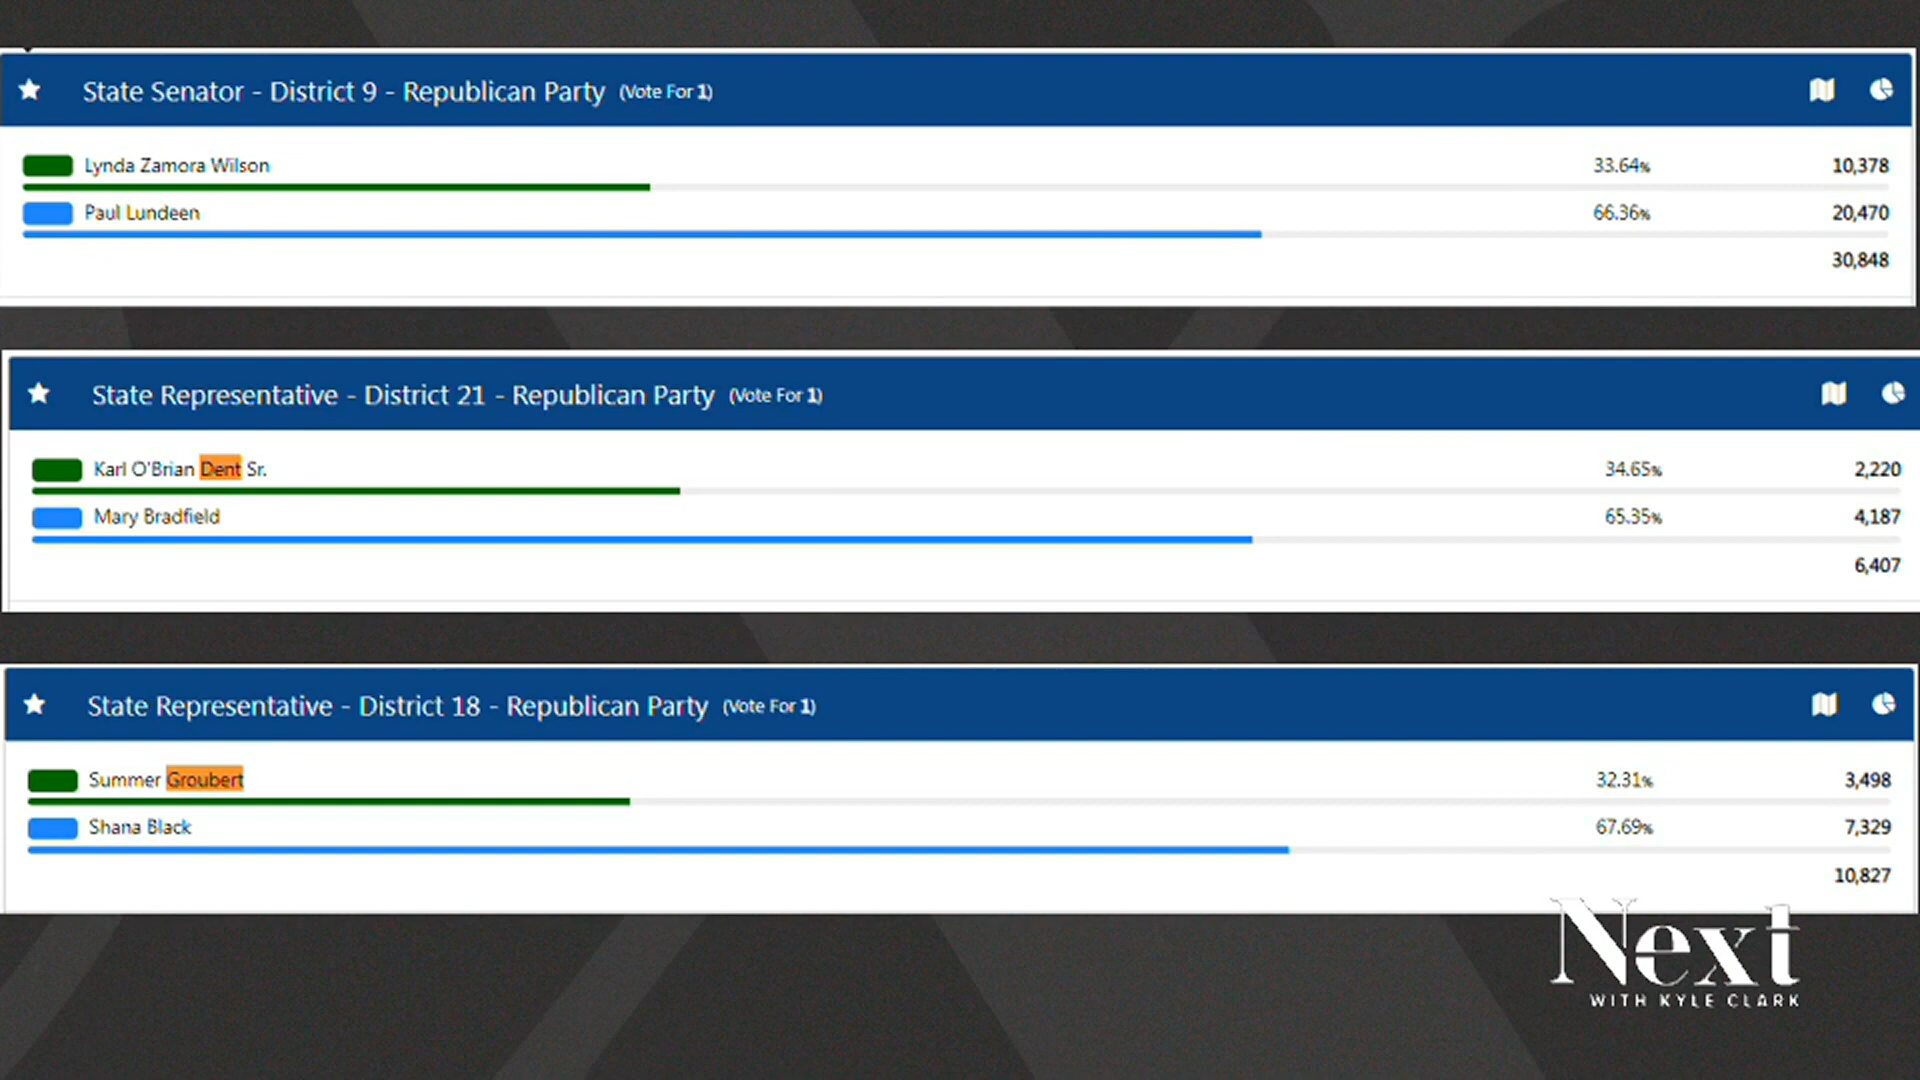 State Senator - District 9 - Republican Party (Vote For 1)
Lynda Zamora Wilson 33.64% 10,378
Paul Lundeen 66.36% 20,470
30,848
State Representative - District 21 - Republican Party (Vote For 1)
Karl O'Brian Dent Sr. 34.65% 2,220
Mary Bradfield 65.35% 4,187
6,407
State Representative - District 18 - Republican Party (Vote For 1)
Summer Groubert 32.31% 3,498
Shana Black 67.69% 7,329
10,827
Next
WITH KYLE CLARK